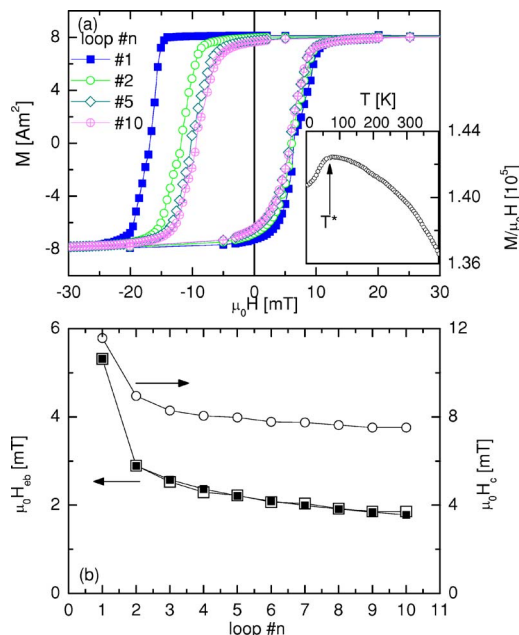 (a)
loop #n
#1
#2
#5
#10
M [Am²]
8
4
0
-4
-8
-30 -20 -10 0 10 20 30
μ₀H [mT]
T [K]
0 100 200 300
T*
1.44
1.40
1.36
M/μ₀H [10⁵]
6
4
2
0
μ₀H_eb [mT]
12
8
4
0
μ₀H_c [mT]
(b)
0 1 2 3 4 5 6 7 8 9 10 11
loop #n